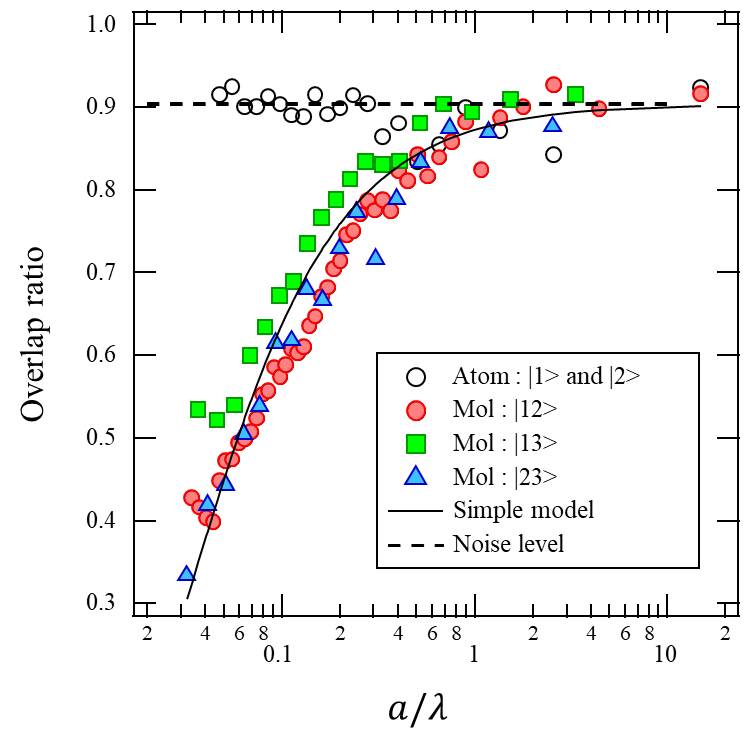 1.0
0.9
0.8
0.7
0.6
0.5
0.4
0.3
Overlap ratio
Atom : |1> and |2>
Mol : |12>
Mol : |13>
Mol : |23>
Simple model
Noise level
2 4 6 8 2 4 6 8 2 4 6 8 2
0.1 1 10
a/λ